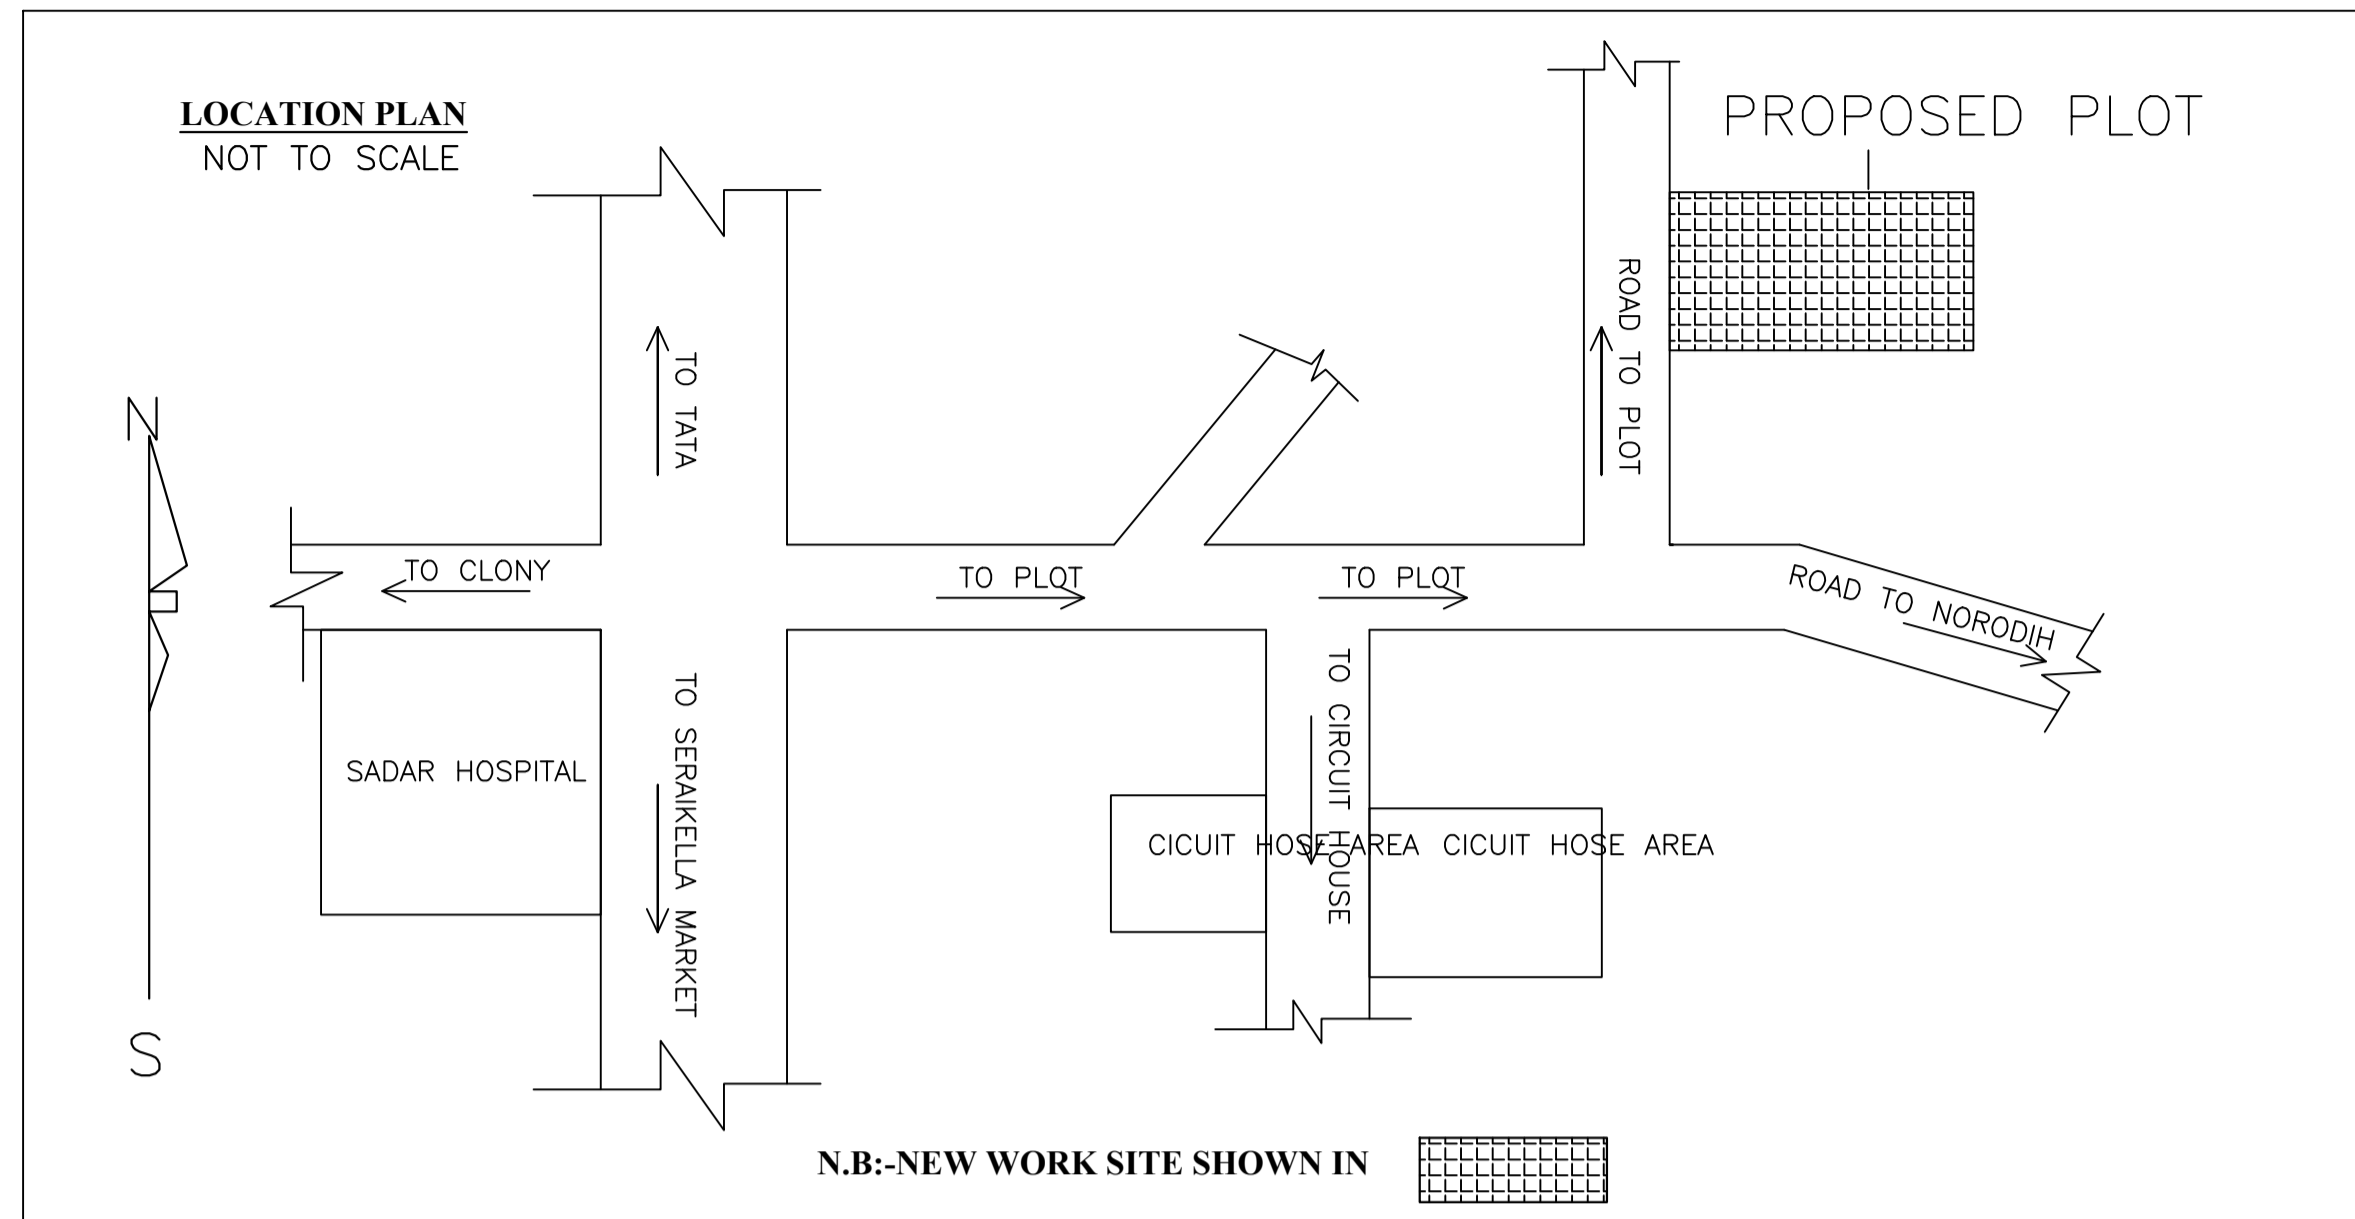 LOCATION PLAN
NOT TO SCALE
PROPOSED PLOT
ROAD TO PLOT
TO TATA
N
TO CLONY
TO PLOT
TO PLOT
ROAD TO NORODIH
TO SERAIKELLA MARKET
TO CIRCUIT HOUSE
SADAR HOSPITAL
CICUIT HOSE AREA
CICUIT HOSE AREA
S
N.B:-NEW WORK SITE SHOWN IN